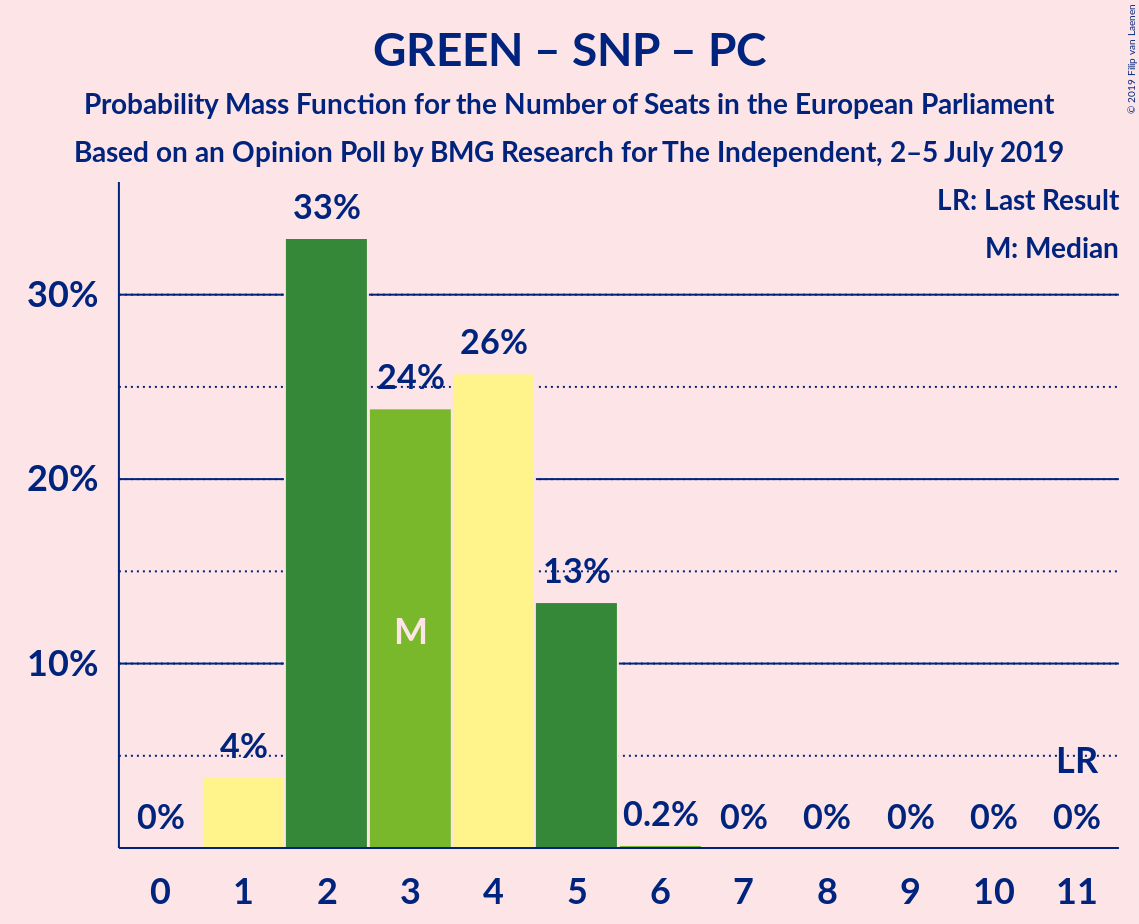 GREEN – SNP – PC
Probability Mass Function for the Number of Seats in the European Parliament
Based on an Opinion Poll by BMG Research for The Independent, 2–5 July 2019
© 2019 Filip van Laenen
LR: Last Result
M: Median
33%
30%
26%
24%
20%
13%
M
10%
4%
LR
0%
0.2%
0%
0%
0%
0%
0%
0 1 2 3 4 5 6 7 8 9 10 11